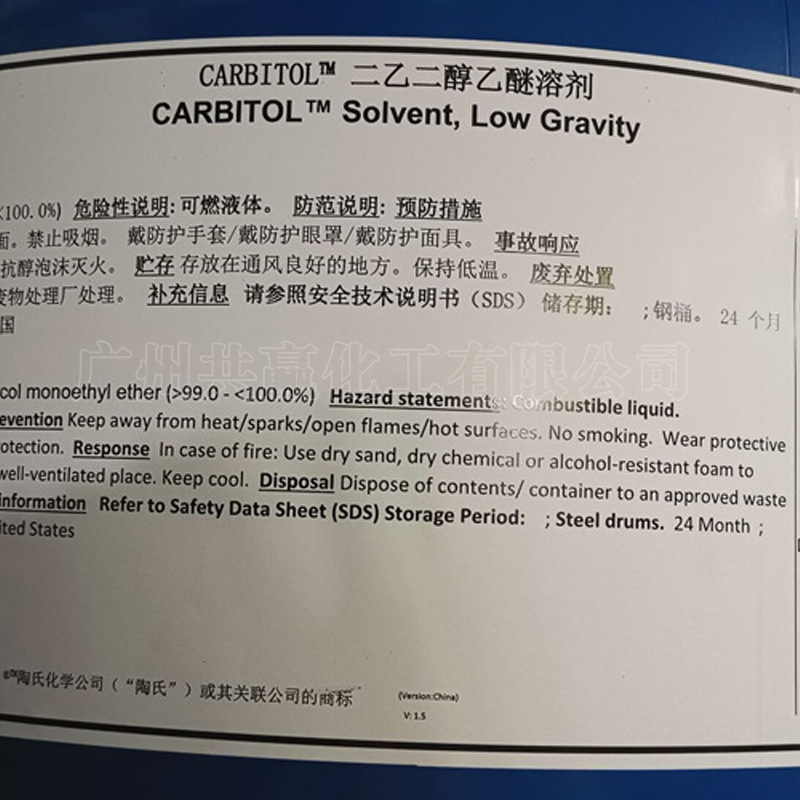 CARBITOL™ 二乙二醇乙醚溶剂
CARBITOL™ Solvent, Low Gravity
<100.0%) 危险性说明: 可燃液体。 防范说明: 预防措施
面。禁止吸烟。 戴防护手套/戴防护眼罩/戴防护面具。 事故响应
抗醇泡沫灭火。 贮存 存放在通风良好的地方。保持低温。 废弃处置
废物处理厂处理。 补充信息 请参照安全技术说明书(SDS) 储存期: ;钢桶。 24 个月
国
广州共赢化工有限公司
col monoethyl ether (>99.0 - <100.0%) Hazard statements: Combustible liquid.
evention Keep away from heat/sparks/open flames/hot surfaces. No smoking. Wear protective
otection. Response In case of fire: Use dry sand, dry chemical or alcohol-resistant foam to
well-ventilated place. Keep cool. Disposal Dispose of contents/ container to an approved waste
information Refer to Safety Data Sheet (SDS) Storage Period: ; Steel drums. 24 Month ;
ited States
®™陶氏化学公司(“陶氏”)或其关联公司的商标
(Version:China)
V: 1.5